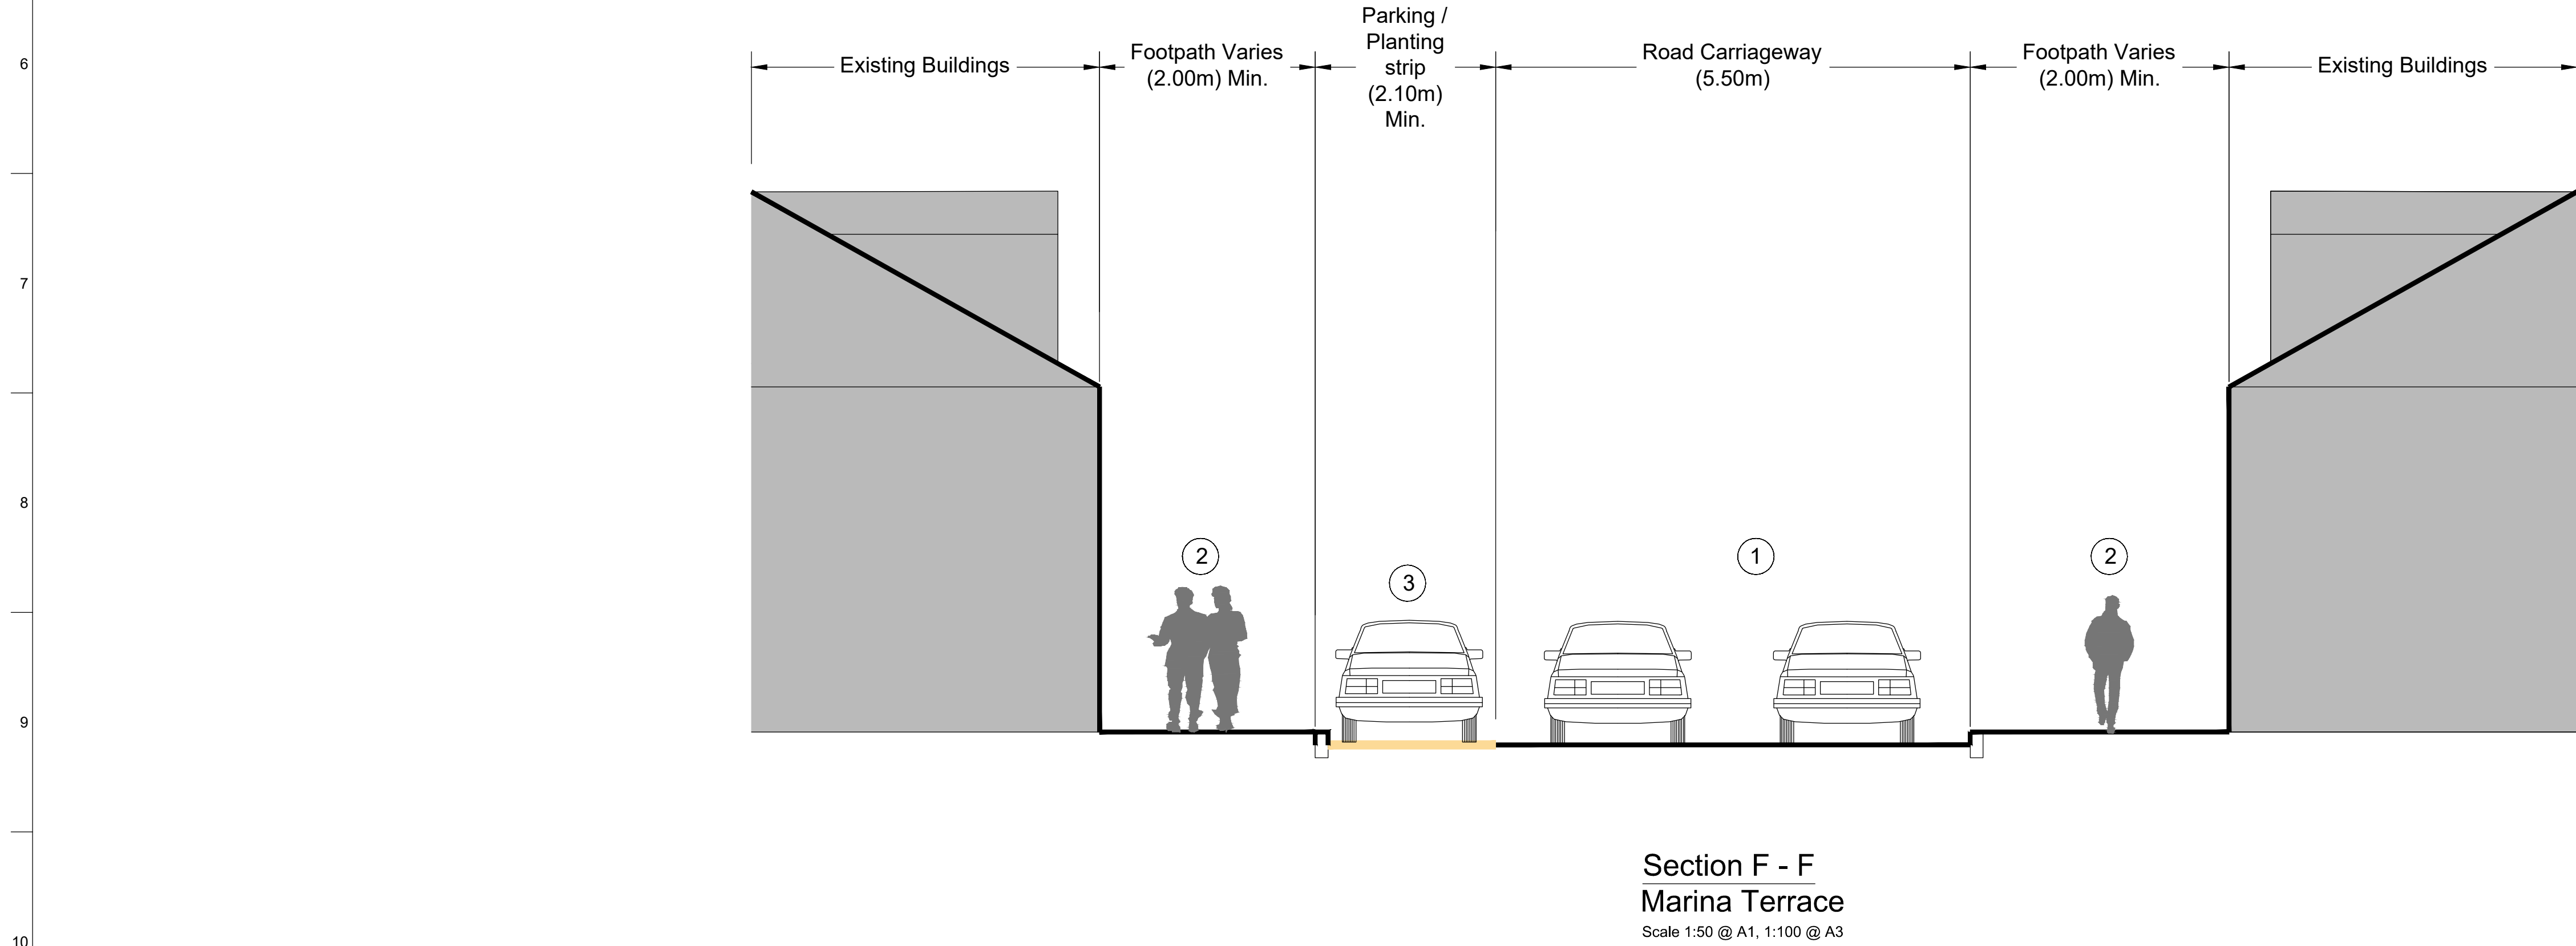 Parking /
Planting
strip
(2.10m)
Min.
Existing Buildings
Footpath Varies
(2.00m) Min.
Road Carriageway
(5.50m)
Footpath Varies
(2.00m) Min.
Existing Buildings
6
7
8
9
10
2
3
1
2
Section F - F
Marina Terrace
Scale 1:50 @ A1, 1:100 @ A3